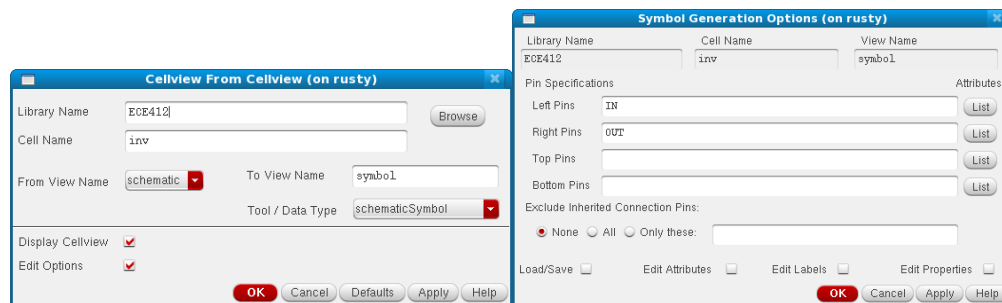 Cellview From Cellview (on rusty)
Library Name ECE412 Browse
Cell Name inv
From View Name schematic To View Name symbol
Tool / Data Type schematicSymbol
Display Cellview
Edit Options
OK Cancel Defaults Apply Help
Symbol Generation Options (on rusty)
Library Name Cell Name View Name
ECE412 inv symbol
Pin Specifications Attributes
Left Pins IN List
Right Pins OUT List
Top Pins List
Bottom Pins List
Exclude Inherited Connection Pins:
None All Only these:
Load/Save Edit Attributes Edit Labels Edit Properties
OK Cancel Apply Help